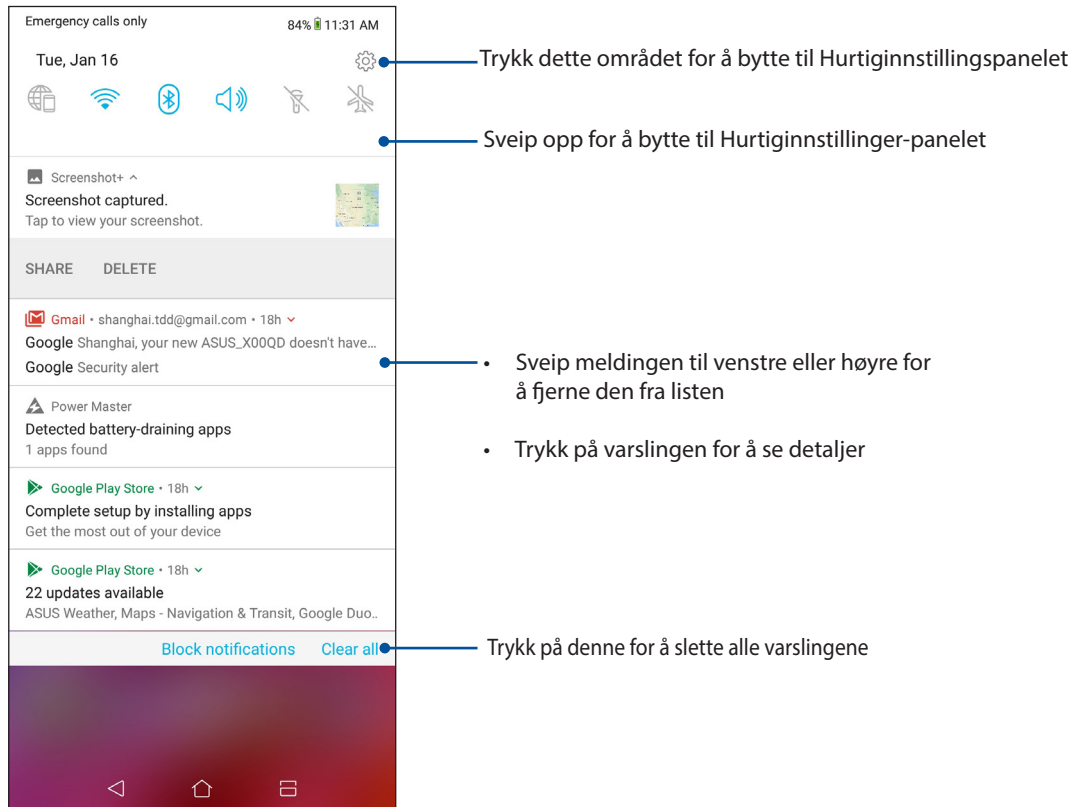 Emergency calls only 84% 11:31 AM
Tue, Jan 16
Trykk dette området for å bytte til Hurtiginnstillingspanelet
Sveip opp for å bytte til Hurtiginnstillinger-panelet
Screenshot+
Screenshot captured.
Tap to view your screenshot.
SHARE DELETE
Gmail • shanghai.tdd@gmail.com • 18h
Google Shanghai, your new ASUS_X00QD doesn't have...
Google Security alert
• Sveip meldingen til venstre eller høyre for
å fjerne den fra listen
• Trykk på varslingen for å se detaljer
Power Master
Detected battery-draining apps
1 apps found
Google Play Store • 18h
Complete setup by installing apps
Get the most out of your device
Google Play Store • 18h
22 updates available
ASUS Weather, Maps - Navigation & Transit, Google Duo..
Block notifications Clear all
Trykk på denne for å slette alle varslingene